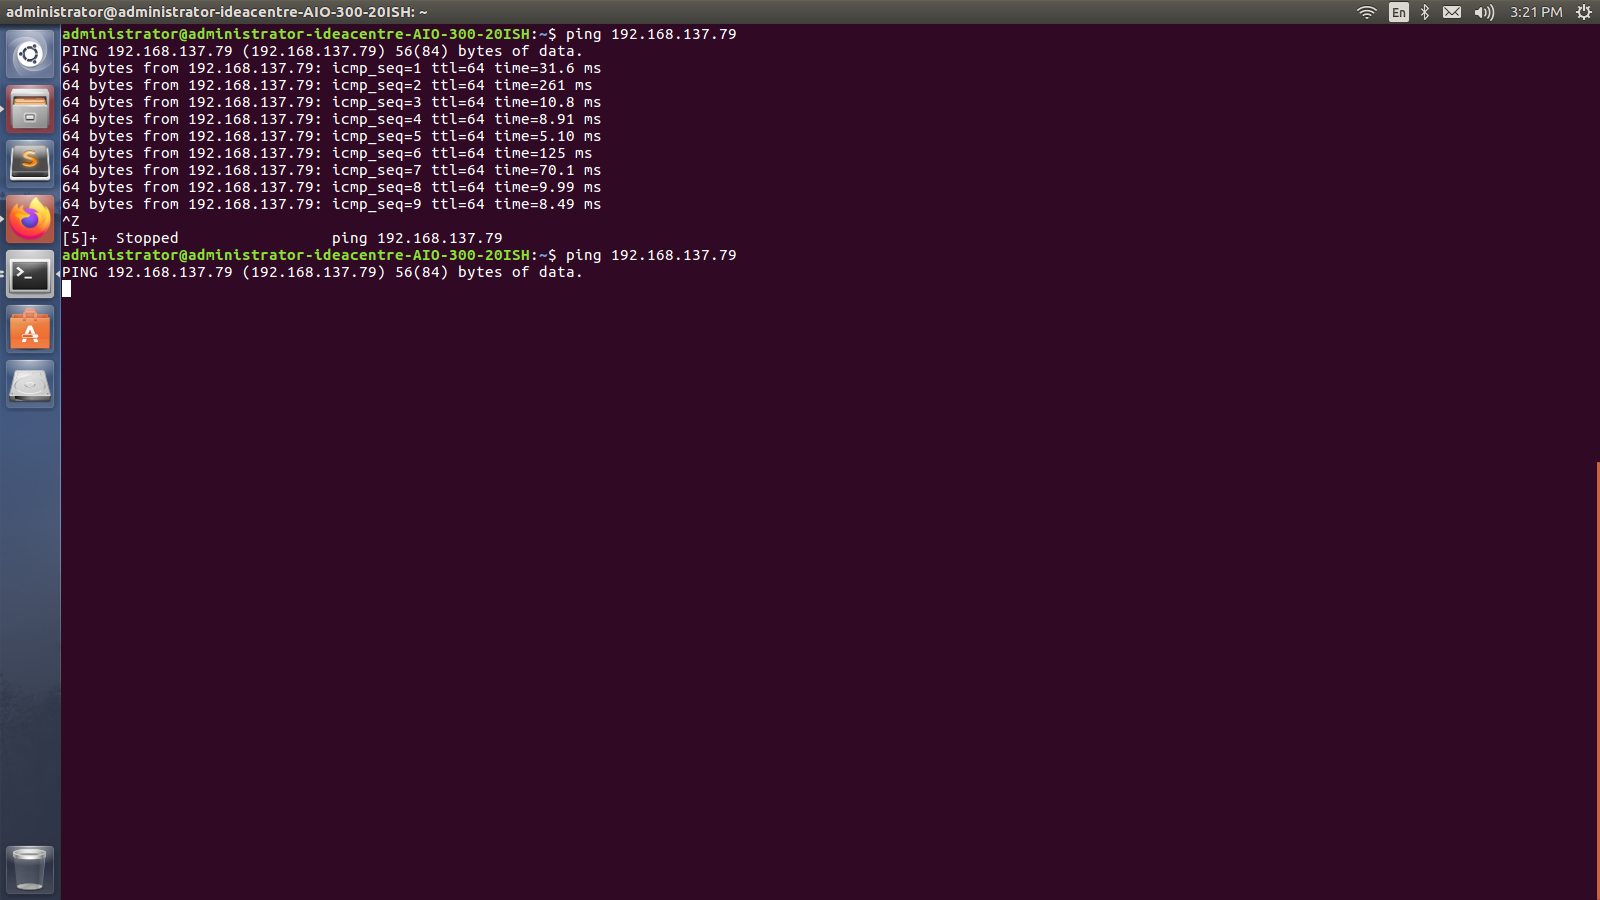 administrator@administrator-ideacentre-AIO-300-20ISH: ~
En
3:21 PM
administrator@administrator-ideacentre-AIO-300-20ISH:~$ ping 192.168.137.79
PING 192.168.137.79 (192.168.137.79) 56(84) bytes of data.
64 bytes from 192.168.137.79: icmp_seq=1 ttl=64 time=31.6 ms
64 bytes from 192.168.137.79: icmp_seq=2 ttl=64 time=261 ms
64 bytes from 192.168.137.79: icmp_seq=3 ttl=64 time=10.8 ms
64 bytes from 192.168.137.79: icmp_seq=4 ttl=64 time=8.91 ms
64 bytes from 192.168.137.79: icmp_seq=5 ttl=64 time=5.10 ms
64 bytes from 192.168.137.79: icmp_seq=6 ttl=64 time=125 ms
64 bytes from 192.168.137.79: icmp_seq=7 ttl=64 time=70.1 ms
64 bytes from 192.168.137.79: icmp_seq=8 ttl=64 time=9.99 ms
64 bytes from 192.168.137.79: icmp_seq=9 ttl=64 time=8.49 ms
^Z
[5]+  Stopped                 ping 192.168.137.79
administrator@administrator-ideacentre-AIO-300-20ISH:~$ ping 192.168.137.79
PING 192.168.137.79 (192.168.137.79) 56(84) bytes of data.